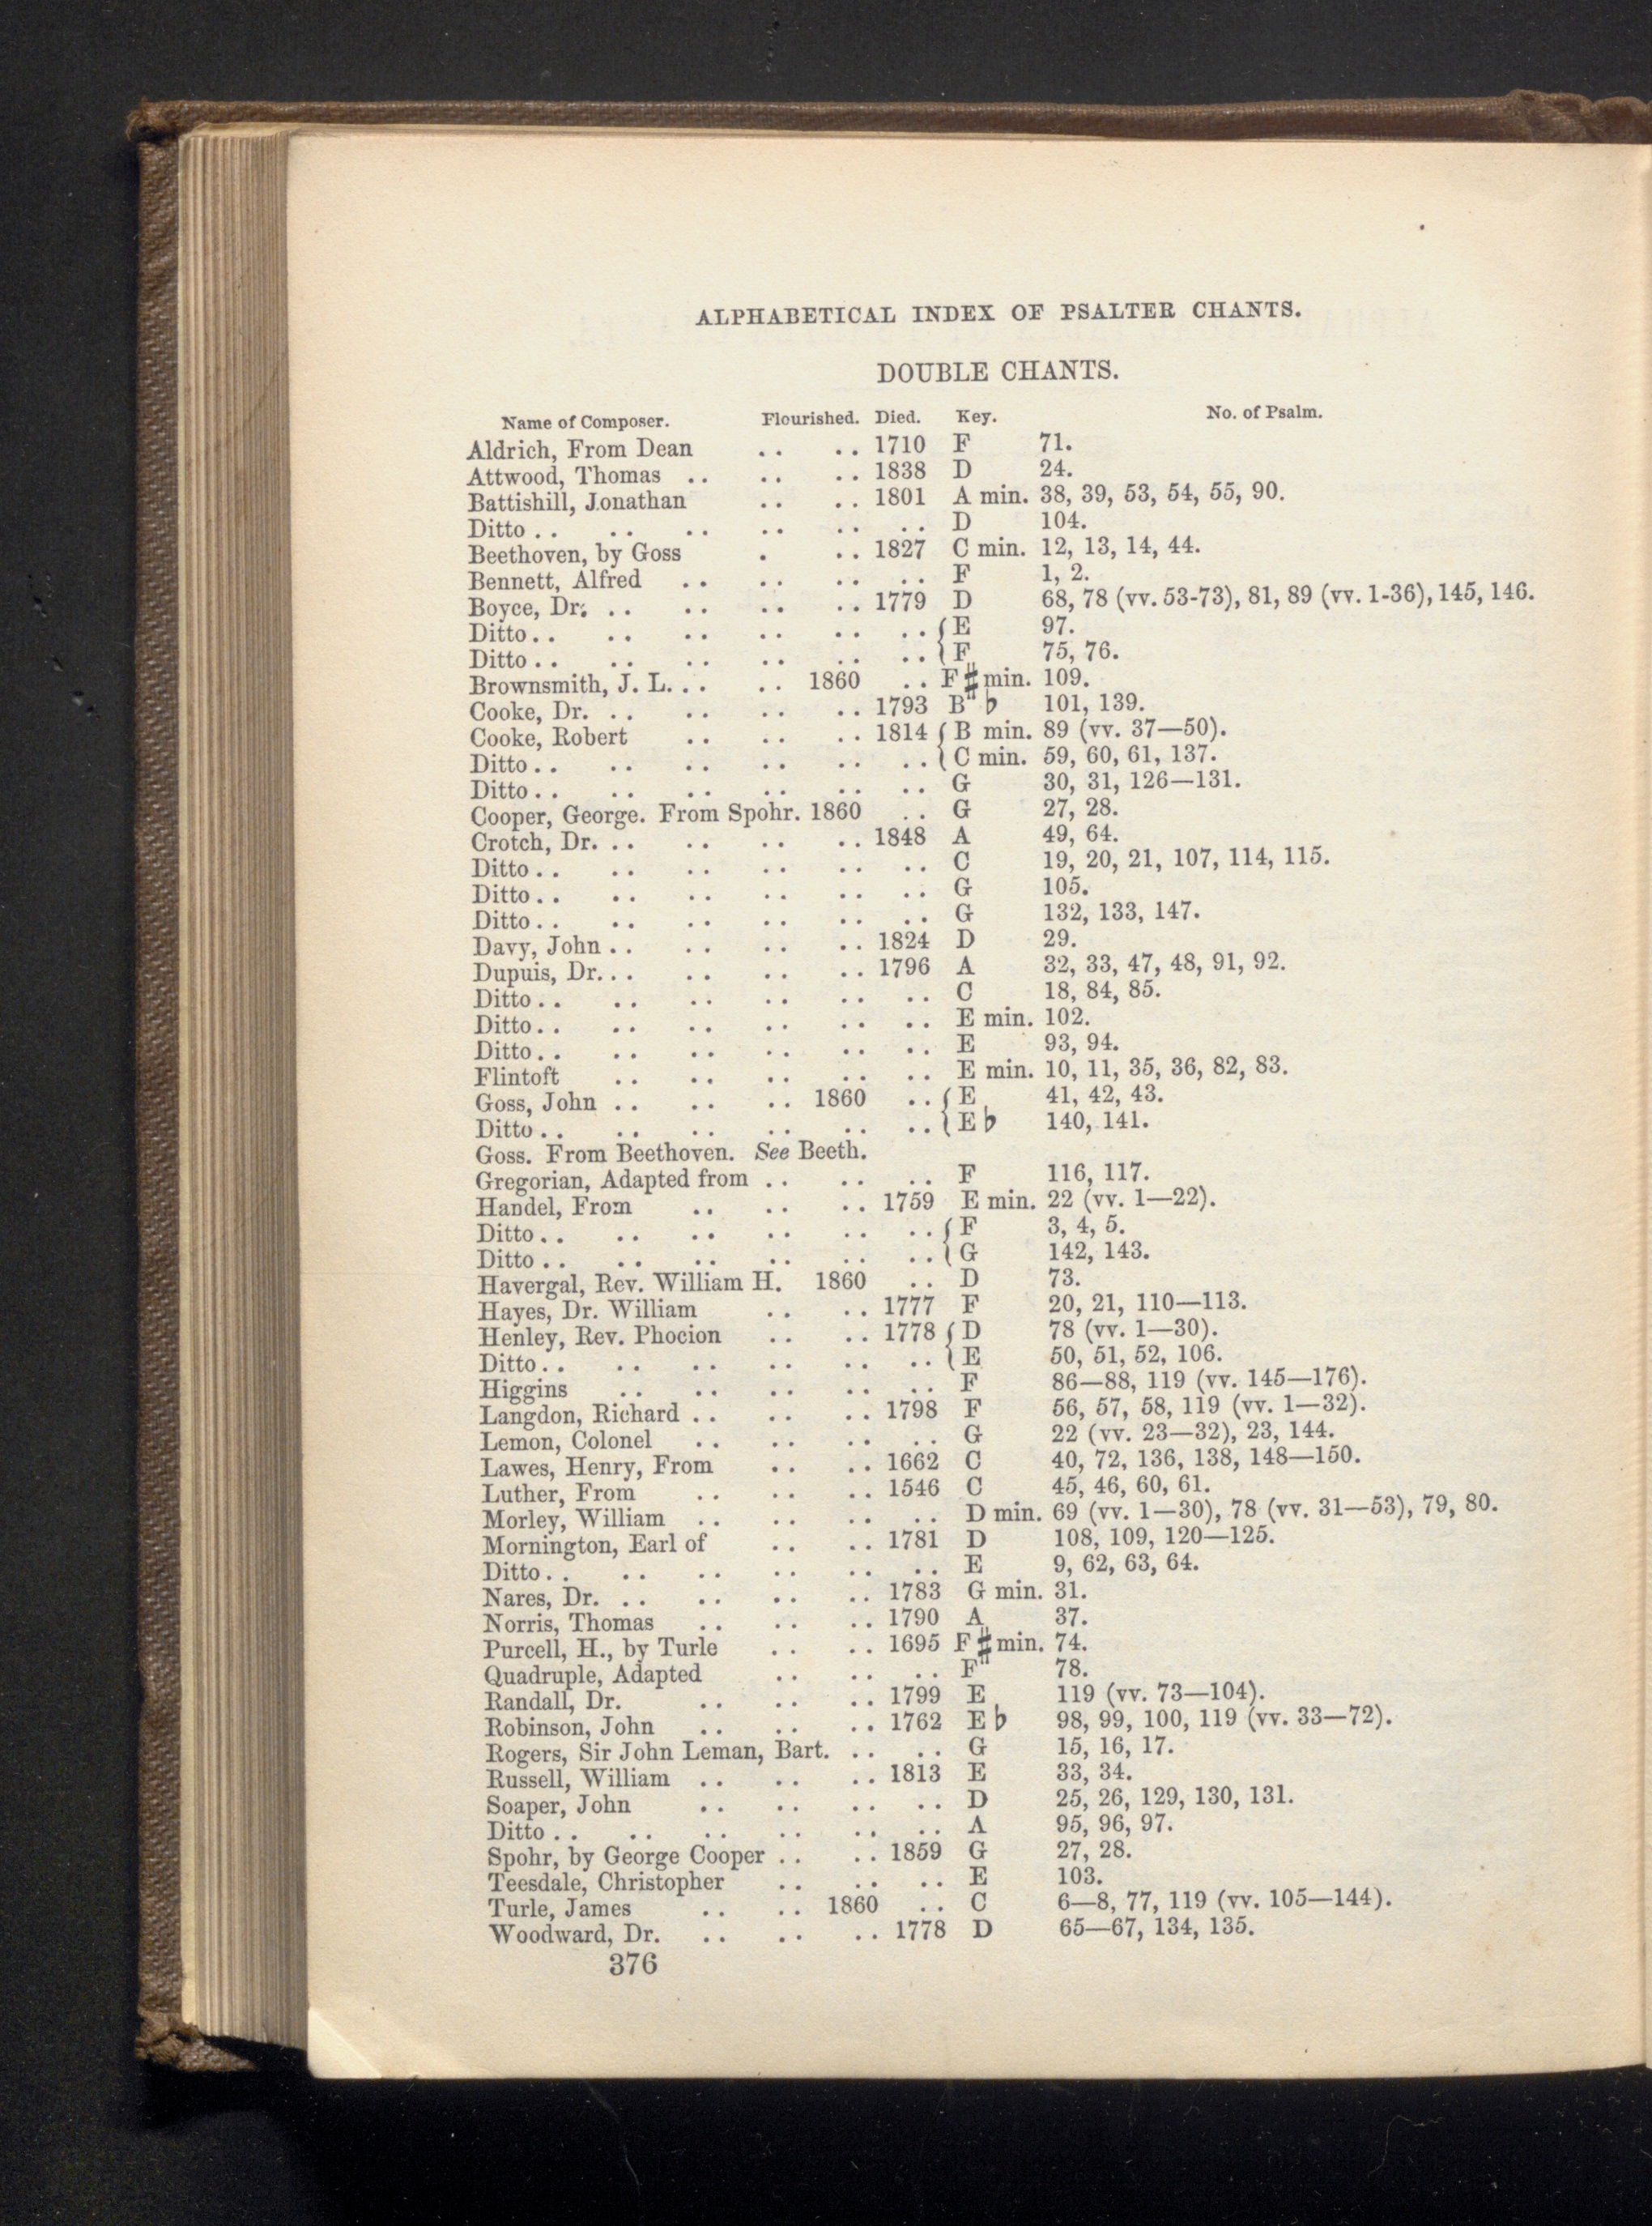 ALPHABETICAL INDEX OF PSALTER CHANTS.
DOUBLE CHANTS.
Name of Composer. Flourished. Died. Key. No. of Psalm.
Aldrich, From Dean .. .. 1710 F 71.
Attwood, Thomas .. .. .. 1838 D 24.
Battishill, Jonathan .. .. 1801 A min. 38, 39, 53, 54, 55, 90.
Ditto .. .. .. .. .. .. D 104.
Beethoven, by Goss . .. 1827 C min. 12, 13, 14, 44.
Bennett, Alfred .. .. .. .. F 1, 2.
Boyce, Dr. .. .. .. .. 1779 D 68, 78 (vv. 53-73), 81, 89 (vv. 1-36), 145, 146.
Ditto .. .. .. .. .. .. { E 97.
Ditto .. .. .. .. .. .. { F 75, 76.
Brownsmith, J. L. .. .. 1860 .. F♯ min. 109.
Cooke, Dr. .. .. .. .. 1793 B♭ 101, 139.
Cooke, Robert .. .. .. 1814 { B min. 89 (vv. 37—50).
Ditto .. .. .. .. .. .. { C min. 59, 60, 61, 137.
Ditto .. .. .. .. .. .. G 30, 31, 126—131.
Cooper, George. From Spohr. 1860 .. G 27, 28.
Crotch, Dr. .. .. .. .. 1848 A 49, 64.
Ditto .. .. .. .. .. .. C 19, 20, 21, 107, 114, 115.
Ditto .. .. .. .. .. .. G 105.
Ditto .. .. .. .. .. .. G 132, 133, 147.
Davy, John .. .. .. .. 1824 D 29.
Dupuis, Dr. .. .. .. .. 1796 A 32, 33, 47, 48, 91, 92.
Ditto .. .. .. .. .. .. C 18, 84, 85.
Ditto .. .. .. .. .. .. E min. 102.
Ditto .. .. .. .. .. .. E 93, 94.
Flintoft .. .. .. .. .. E min. 10, 11, 35, 36, 82, 83.
Goss, John .. .. .. 1860 .. { E 41, 42, 43.
Ditto .. .. .. .. .. .. { E♭ 140, 141.
Goss. From Beethoven. See Beeth.
Gregorian, Adapted from .. .. .. F 116, 117.
Handel, From .. .. .. 1759 E min. 22 (vv. 1—22).
Ditto .. .. .. .. .. .. { F 3, 4, 5.
Ditto .. .. .. .. .. .. { G 142, 143.
Havergal, Rev. William H. 1860 .. D 73.
Hayes, Dr. William .. .. 1777 F 20, 21, 110—113.
Henley, Rev. Phocion .. .. 1778 { D 78 (vv. 1—30).
Ditto .. .. .. .. .. .. { E 50, 51, 52, 106.
Higgins .. .. .. .. .. F 86—88, 119 (vv. 145—176).
Langdon, Richard .. .. .. 1798 F 56, 57, 58, 119 (vv. 1—32).
Lemon, Colonel .. .. .. .. G 22 (vv. 23—32), 23, 144.
Lawes, Henry, From .. .. 1662 C 40, 72, 136, 138, 148—150.
Luther, From .. .. .. 1546 C 45, 46, 60, 61.
Morley, William .. .. .. .. D min. 69 (vv. 1—30), 78 (vv. 31—53), 79, 80.
Mornington, Earl of .. .. 1781 D 108, 109, 120—125.
Ditto .. .. .. .. .. .. E 9, 62, 63, 64.
Nares, Dr. .. .. .. .. 1783 G min. 31.
Norris, Thomas .. .. .. 1790 A 37.
Purcell, H., by Turle .. .. 1695 F♯ min. 74.
Quadruple, Adapted .. .. .. F 78.
Randall, Dr. .. .. .. 1799 E 119 (vv. 73—104).
Robinson, John .. .. .. 1762 E♭ 98, 99, 100, 119 (vv. 33—72).
Rogers, Sir John Leman, Bart. .. .. G 15, 16, 17.
Russell, William .. .. .. 1813 E 33, 34.
Soaper, John .. .. .. .. D 25, 26, 129, 130, 131.
Ditto .. .. .. .. .. .. A 95, 96, 97.
Spohr, by George Cooper .. .. 1859 G 27, 28.
Teesdale, Christopher .. .. .. E 103.
Turle, James .. .. 1860 .. C 6—8, 77, 119 (vv. 105—144).
Woodward, Dr. .. .. .. 1778 D 65—67, 134, 135.
376